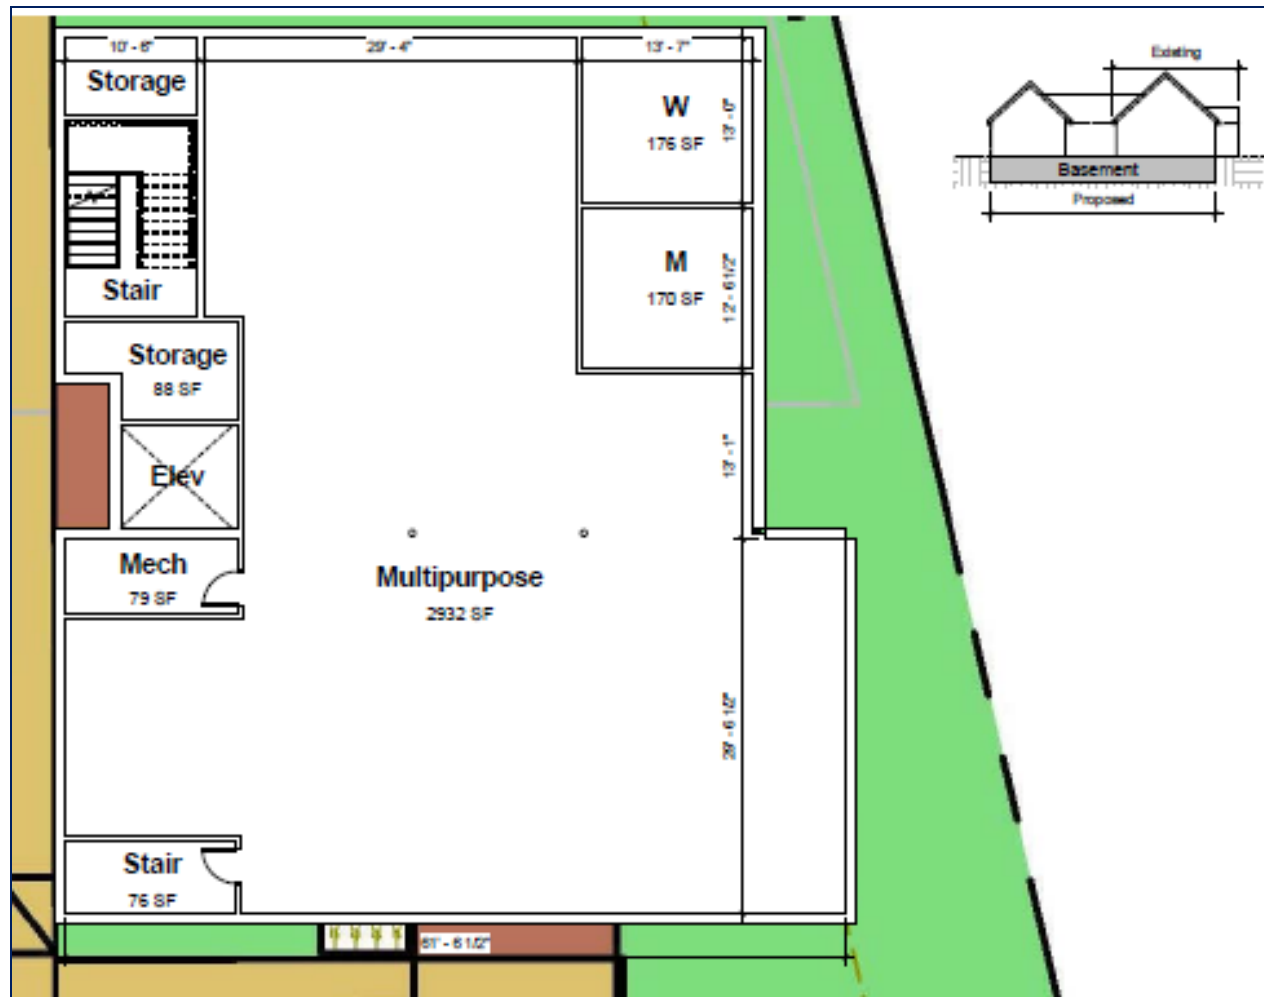 10' - 6"
29' - 4"
13' - 7"
Storage
W
176 SF
13' - 0"
M
170 SF
12' - 6 1/2"
Stair
Storage
88 SF
Elev
13' - 1"
Mech
79 SF
Multipurpose
2932 SF
29' - 6 1/2"
Stair
76 SF
61' - 6 1/2"
Existing
Basement
Proposed